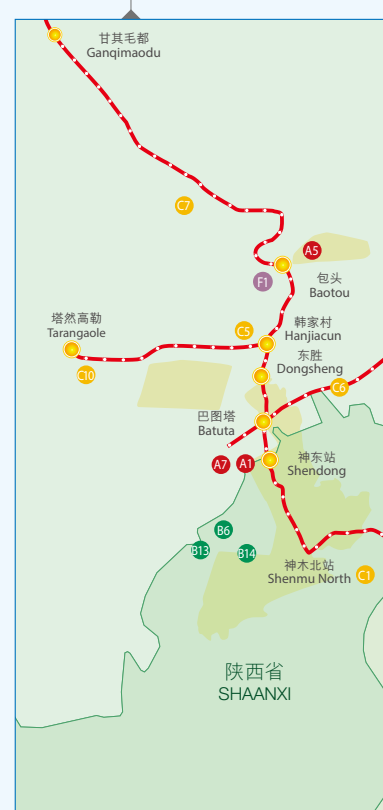 甘其毛都
Ganqimaodu
C7
A5
F1
包头
Baotou
塔然高勒
Tarangaole
C5
韩家村
Hanjiacun
东胜
Dongsheng
C10
C6
巴图塔
Batuta
A7
A1
神东站
Shendong
B6
B13
B14
神木北站
Shenmu North
C1
陕西省
SHAANXI